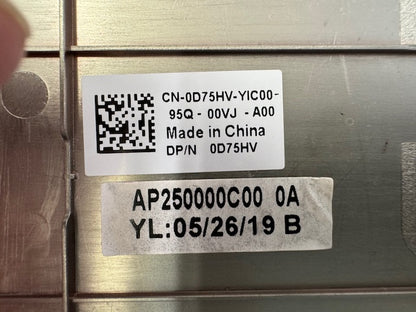 CN-0D75HV-YIC00-
95Q - 00VJ - A00
Made in China
DP/N 0D75HV
AP250000C00 0A
YL:05/26/19 B